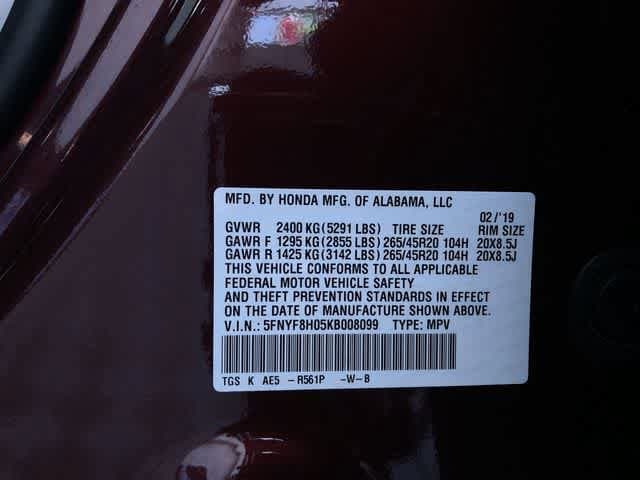 MFD. BY HONDA MFG. OF ALABAMA, LLC
02/'19
GVWR 2400 KG(5291 LBS) TIRE SIZE RIM SIZE
GAWR F 1295 KG(2855 LBS) 265/45R20 104H 20X8.5J
GAWR R 1425 KG(3142 LBS) 265/45R20 104H 20X8.5J
THIS VEHICLE CONFORMS TO ALL APPLICABLE
FEDERAL MOTOR VEHICLE SAFETY
AND THEFT PREVENTION STANDARDS IN EFFECT
ON THE DATE OF MANUFACTURE SHOWN ABOVE.
V.I.N.: 5FNYF8H05KB008099 TYPE: MPV
TGS K AE5 -R561P -W-B